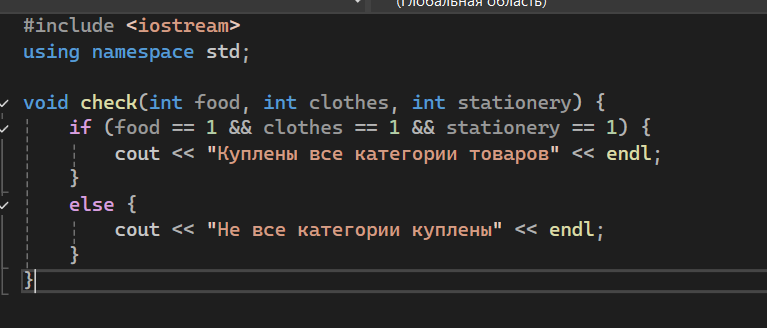 (Глобальная область)
#include <iostream>
using namespace std;
void check(int food, int clothes, int stationery) {
if (food == 1 && clothes == 1 && stationery == 1) {
cout << "Куплены все категории товаров" << endl;
}
else {
cout << "Не все категории куплены" << endl;
}
}